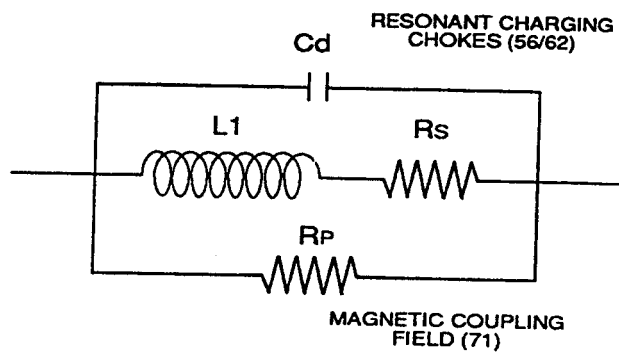 RESONANT CHARGING
CHOKES (56/62)
Cd
L1
Rs
RP
MAGNETIC COUPLING
FIELD (71)